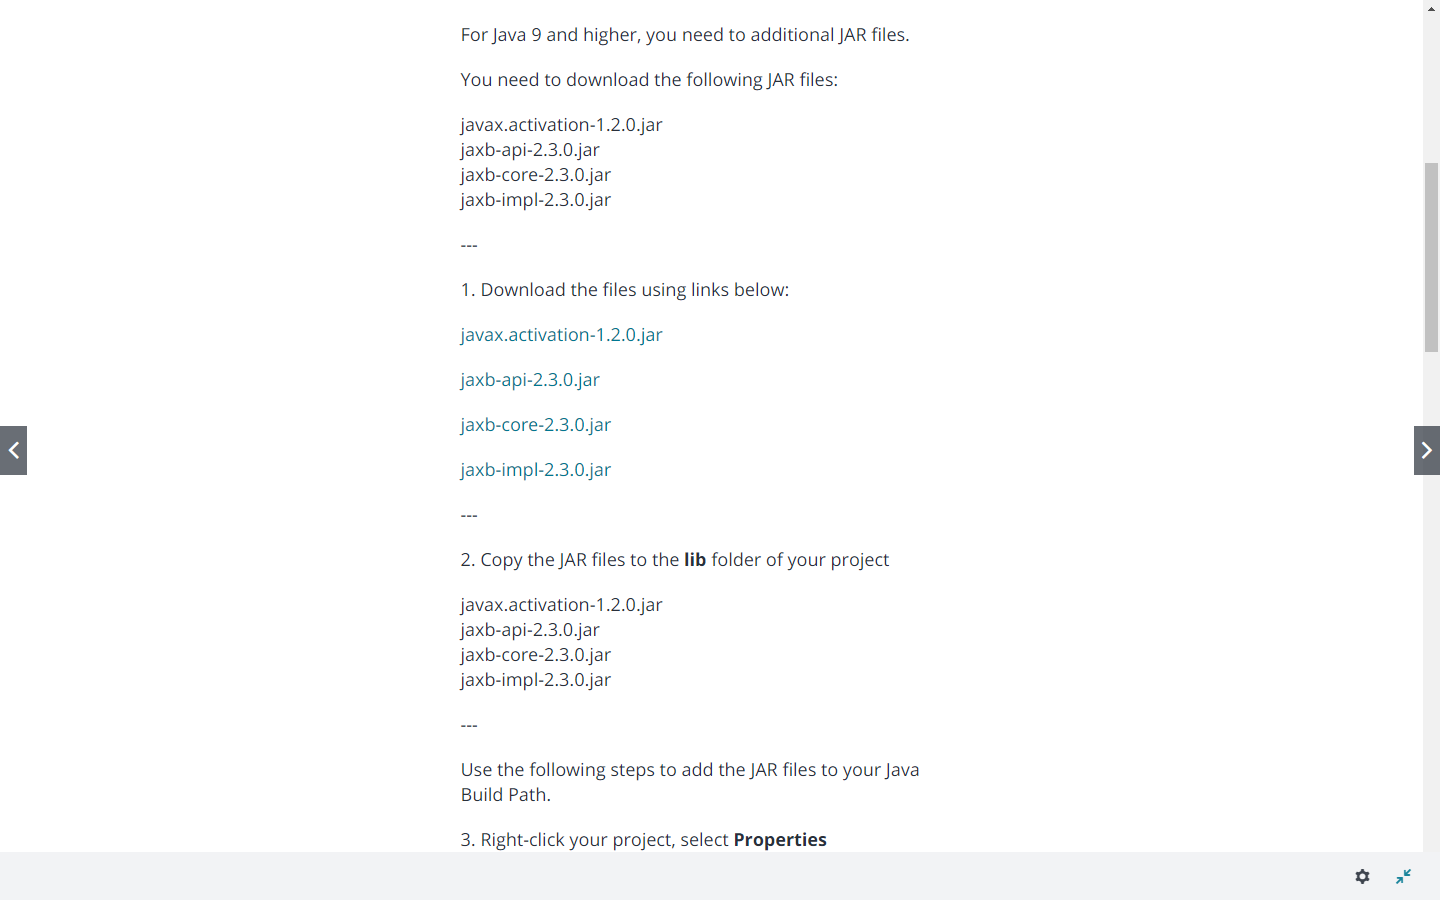 For Java 9 and higher, you need to additional JAR files.
You need to download the following JAR files:
javax.activation-1.2.0.jar
jaxb-api-2.3.0.jar
jaxb-core-2.3.0.jar
jaxb-impl-2.3.0.jar
---
1. Download the files using links below:
javax.activation-1.2.0.jar
jaxb-api-2.3.0.jar
jaxb-core-2.3.0.jar
jaxb-impl-2.3.0.jar
---
2. Copy the JAR files to the lib folder of your project
javax.activation-1.2.0.jar
jaxb-api-2.3.0.jar
jaxb-core-2.3.0.jar
jaxb-impl-2.3.0.jar
---
Use the following steps to add the JAR files to your Java
Build Path.
3. Right-click your project, select Properties